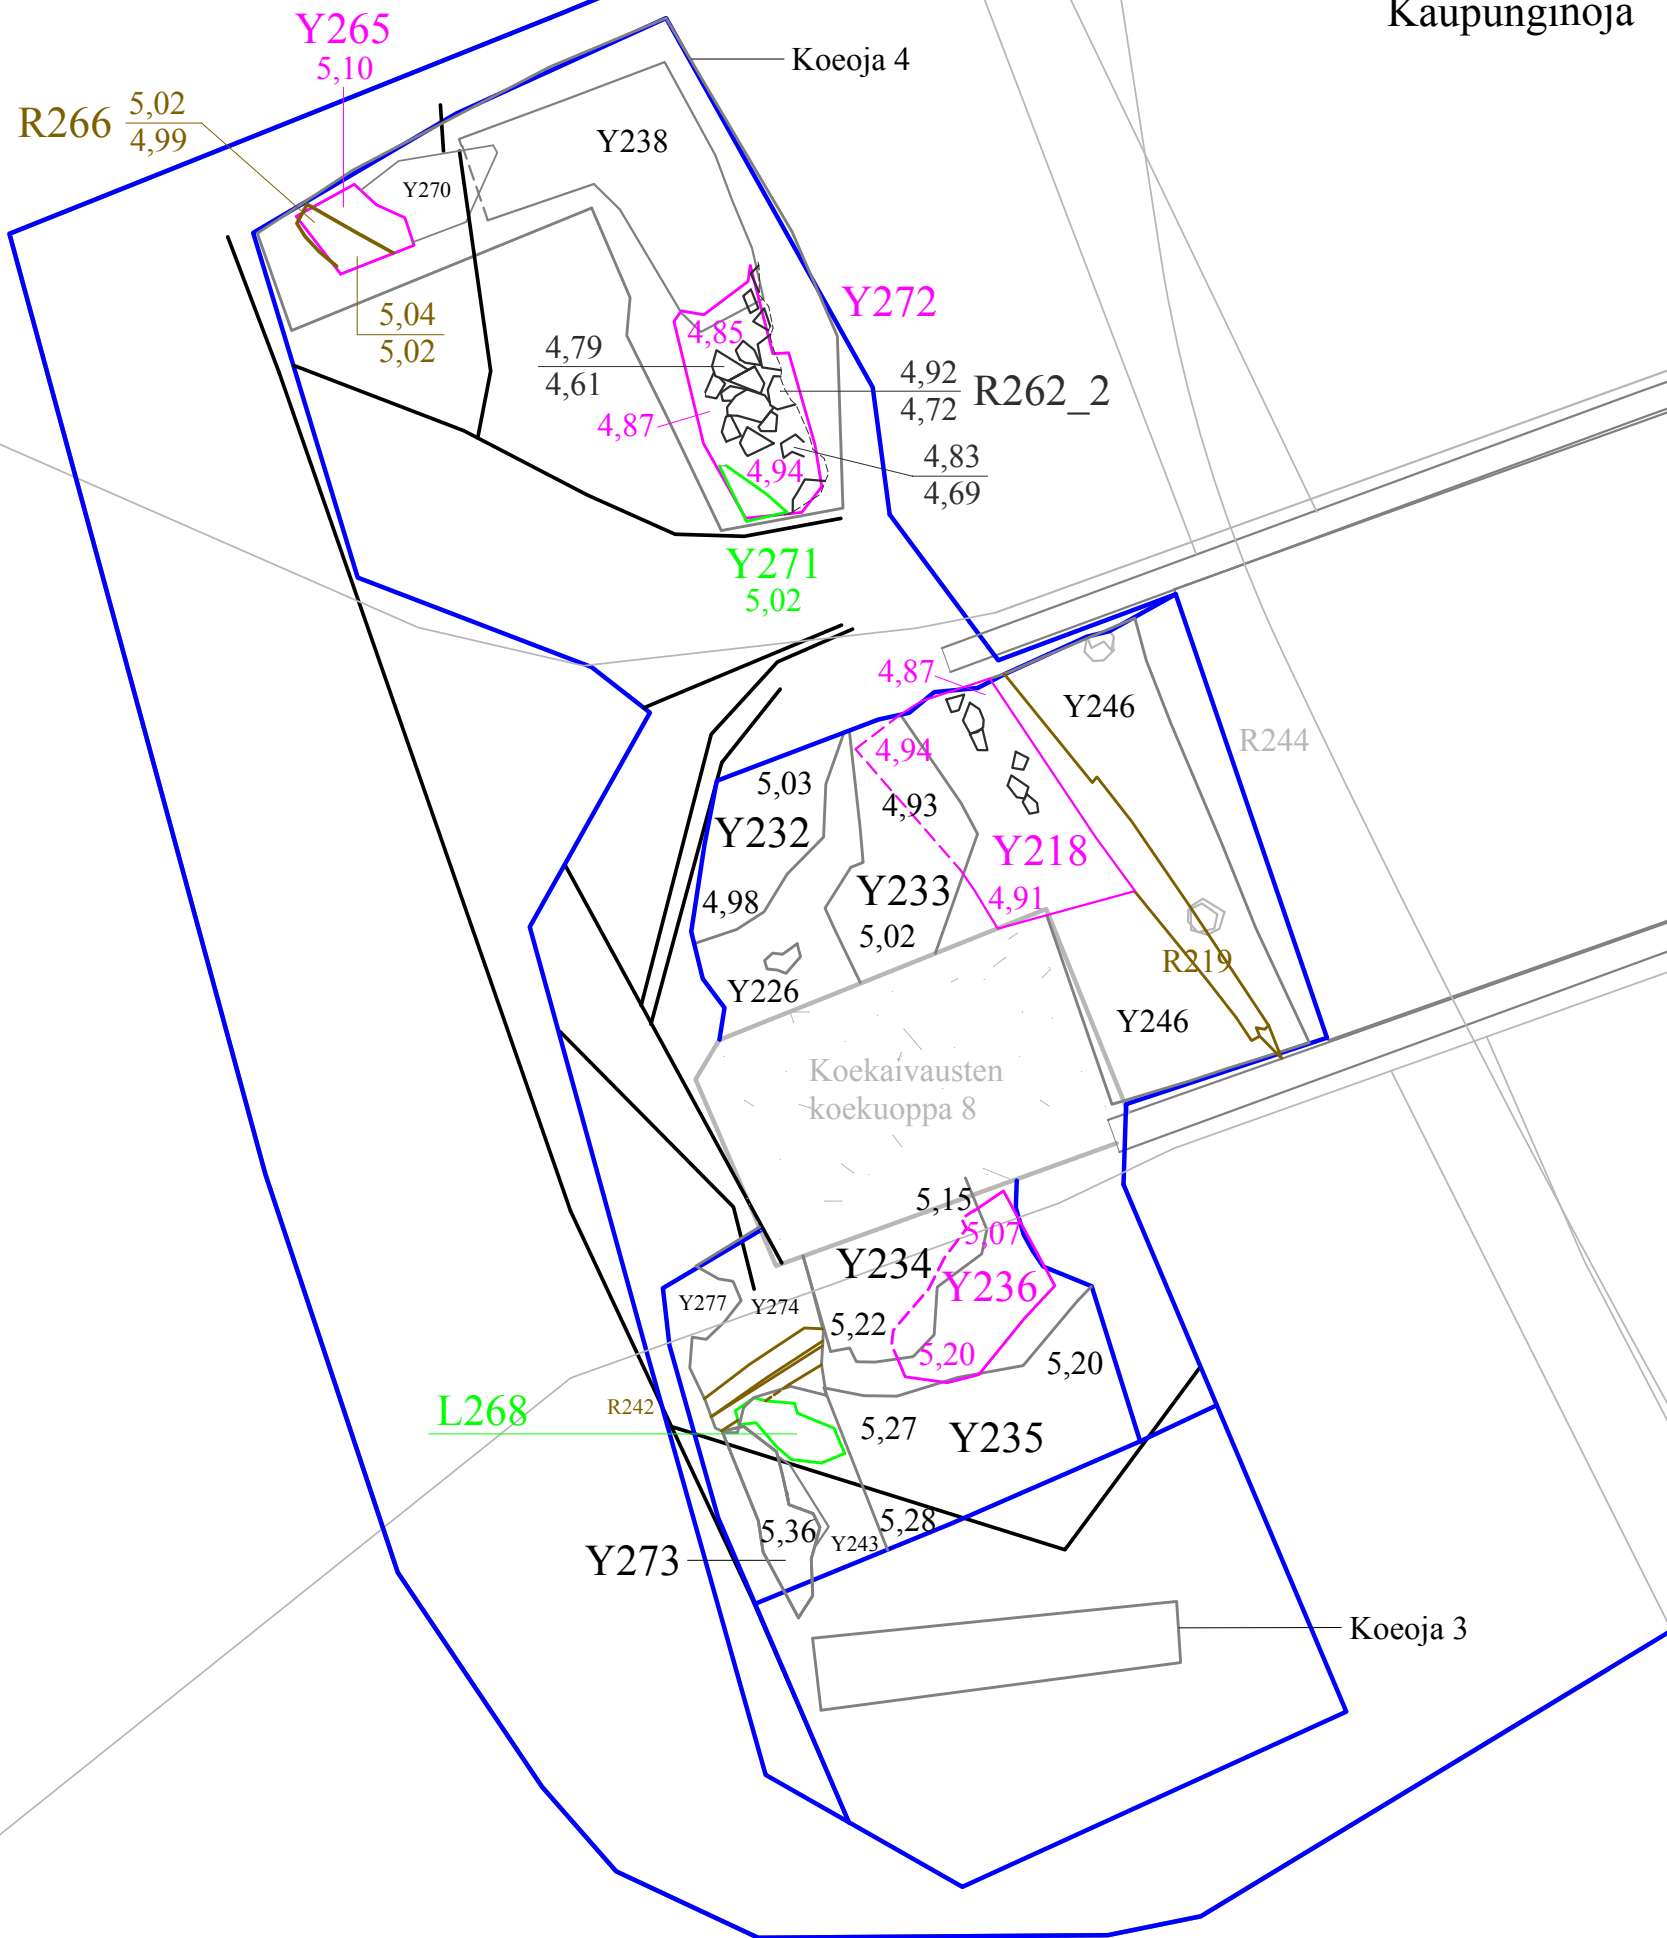 Kaupunginoja
Y265
5,10
Koeoja 4
R266
5,02
4,99
Y238
Y270
Y272
5,04
5,02
4,85
4,79
4,61
4,92
4,72
R262_2
4,87
4,83
4,69
4,94
Y271
5,02
4,87
Y246
R244
4,94
5,03
4,93
Y232
Y218
Y233
4,98
4,91
5,02
R219
Y226
Y246
Koekaivausten
koekuoppa 8
5,15
5,07
Y234
Y236
Y277
Y274
5,22
5,20
5,20
L268
R242
5,27
Y235
5,28
5,36
Y243
Y273
Koeoja 3